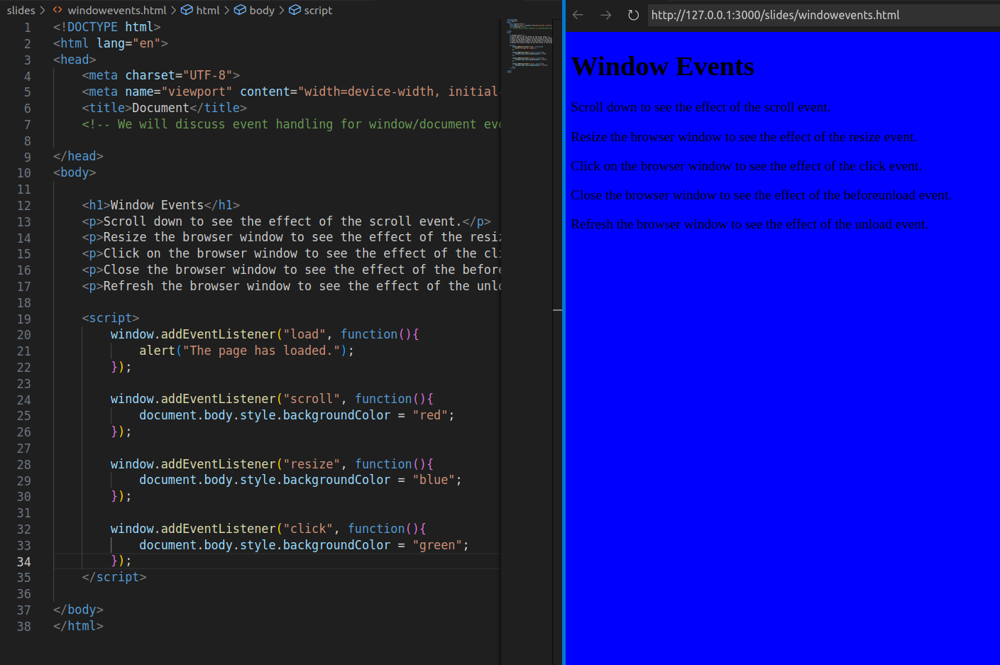 slides > <> windowevents.html > html > body > script
1 <!DOCTYPE html>
2 <html lang="en">
3 <head>
4 <meta charset="UTF-8">
5 <meta name="viewport" content="width=device-width, initial-
6 <title>Document</title>
7 <!-- We will discuss event handling for window/document eve
8
9 </head>
10 <body>
11
12 <h1>Window Events</h1>
13 <p>Scroll down to see the effect of the scroll event.</p>
14 <p>Resize the browser window to see the effect of the resiz
15 <p>Click on the browser window to see the effect of the cli
16 <p>Close the browser window to see the effect of the before
17 <p>Refresh the browser window to see the effect of the unlo
18
19 <script>
20 window.addEventListener("load", function(){
21 alert("The page has loaded.");
22 });
23
24 window.addEventListener("scroll", function(){
25 document.body.style.backgroundColor = "red";
26 });
27
28 window.addEventListener("resize", function(){
29 document.body.style.backgroundColor = "blue";
30 });
31
32 window.addEventListener("click", function(){
33 document.body.style.backgroundColor = "green";
34 });
35 </script>
36
37 </body>
38 </html>
http://127.0.0.1:3000/slides/windowevents.html
Window Events
Scroll down to see the effect of the scroll event.
Resize the browser window to see the effect of the resize event.
Click on the browser window to see the effect of the click event.
Close the browser window to see the effect of the beforeunload event.
Refresh the browser window to see the effect of the unload event.